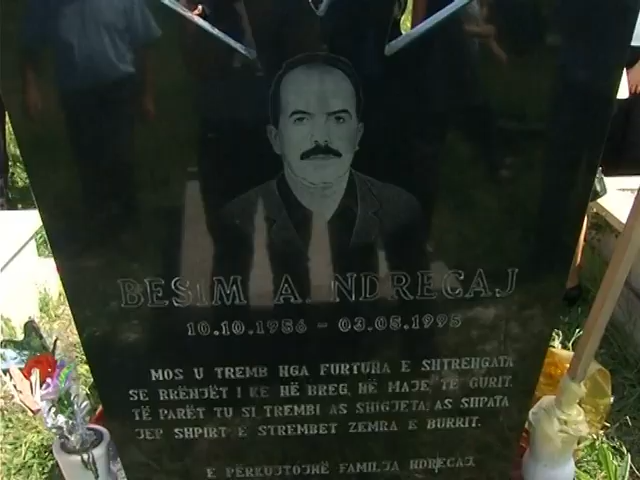 BESIM A. NDRECAJ
10.10.1956 - 03.05.1995
MOS U TREMB NGA FURTUNA E SHTRENGATA
SE RRËNJËT I KE NË BREG, NË MAJE, TË GURIT.
TË PARËT TU SI TREMBI AS SHIGJETA, AS SHPATA
JEP SHPIRT E STREMBET ZEMRA E BURRIT.
E PËRKUJTOJNË FAMILJA NDRECAJ